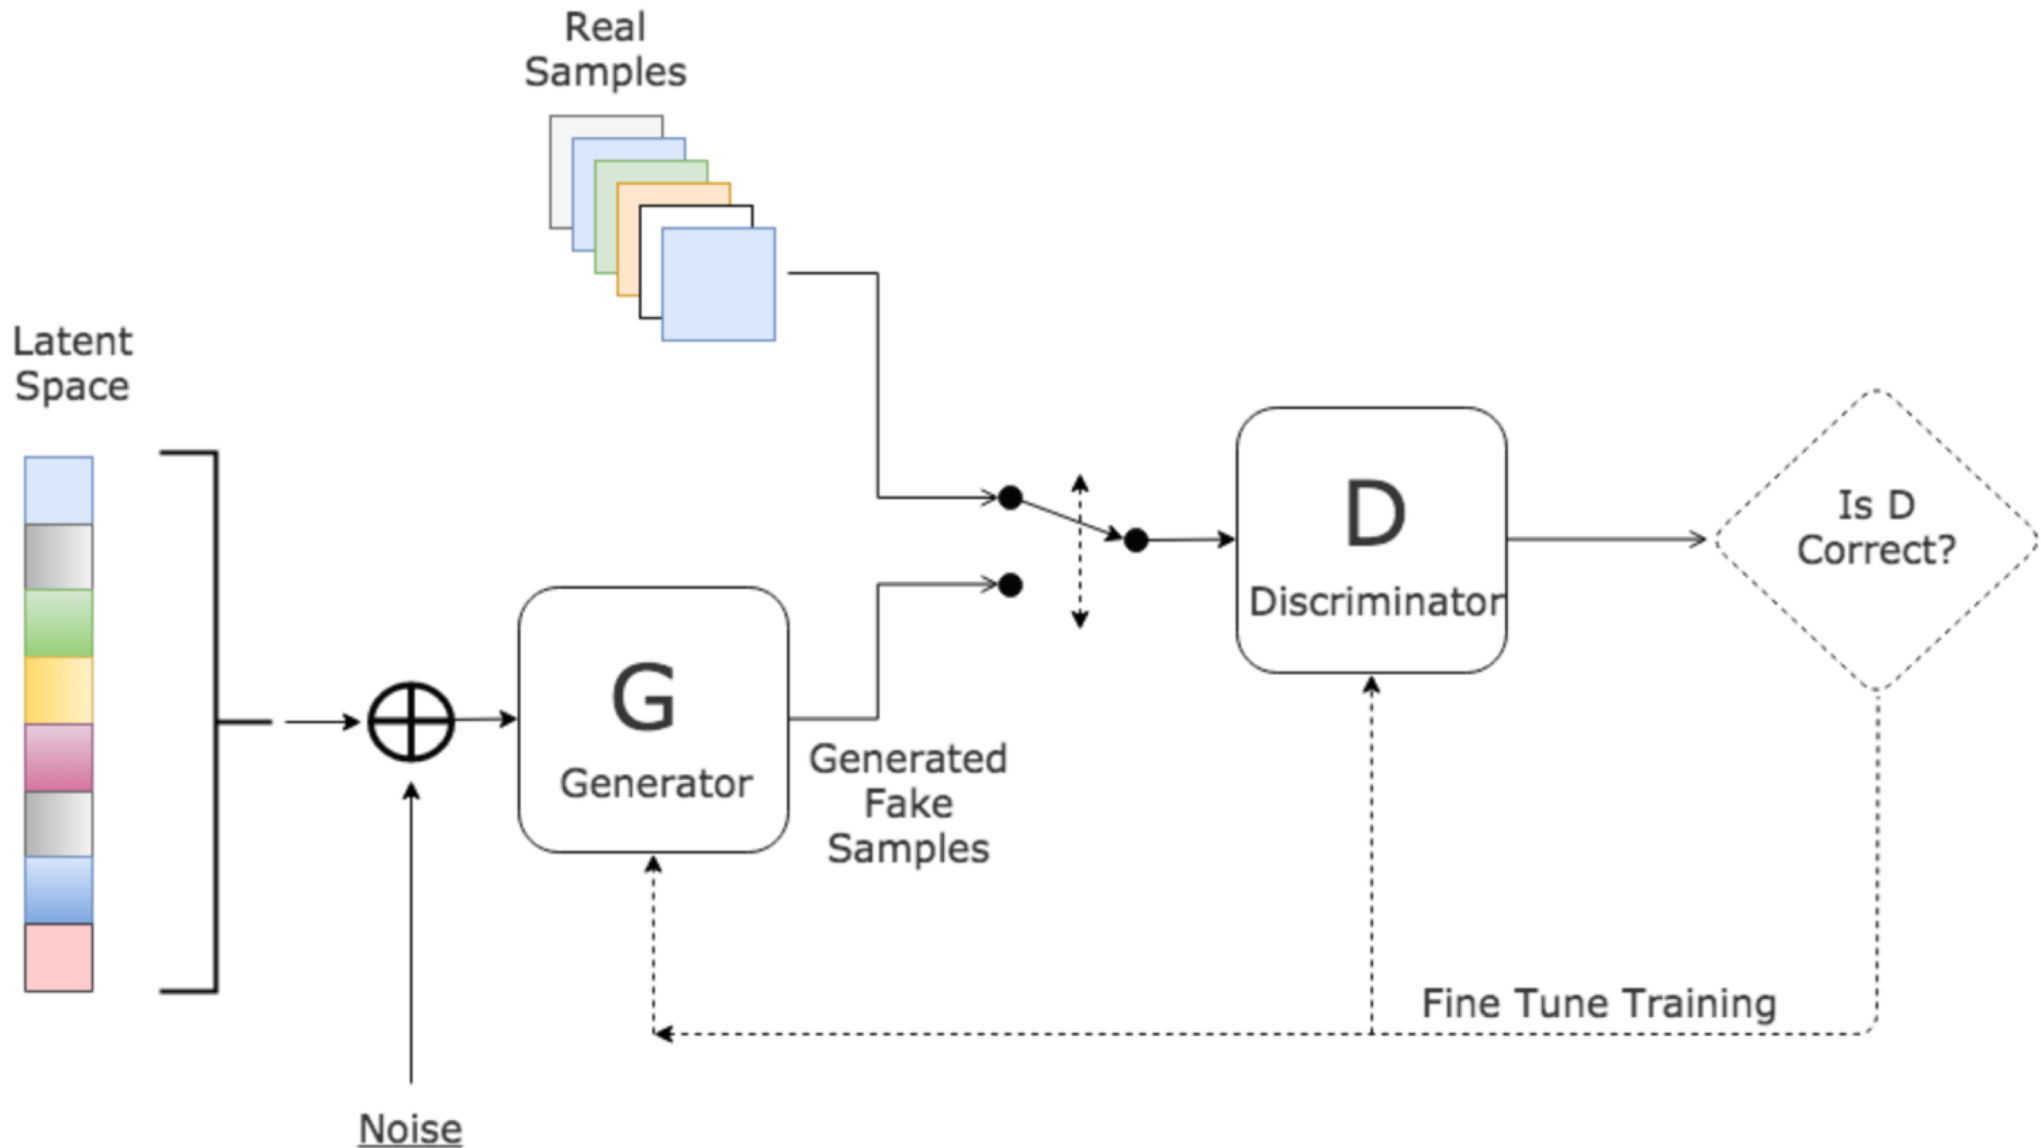 Real
Samples
Latent
Space
D
Discriminator
Is D
Correct?
G
Generator
Generated
Fake
Samples
Fine Tune Training
Noise